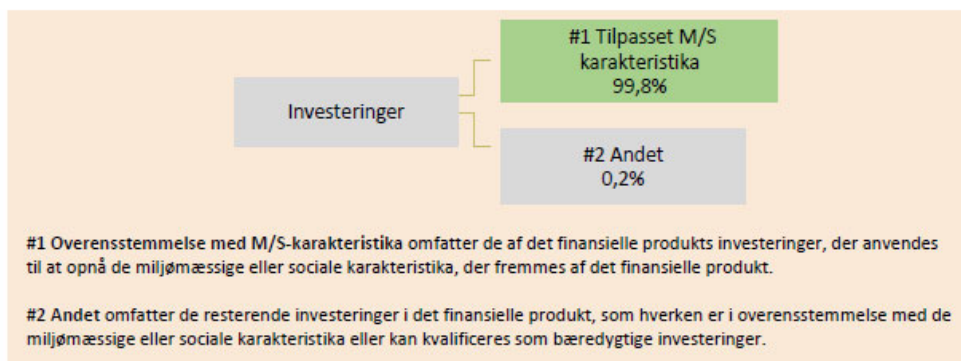 #1 Tilpasset M/S
karakteristika
99,8%
Investeringer
#2 Andet
0,2%
#1 Overensstemmelse med M/S-karakteristika omfatter de af det finansielle produkts investeringer, der anvendes
til at opnå de miljømæssige eller sociale karakteristika, der fremmes af det finansielle produkt.
#2 Andet omfatter de resterende investeringer i det finansielle produkt, som hverken er i overensstemmelse med de
miljømæssige eller sociale karakteristika eller kan kvalificeres som bæredygtige investeringer.